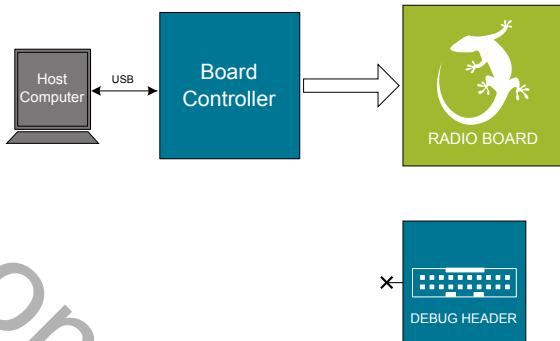 Host
Computer
USB
Board
Controller
RADIO BOARD
DEBUG HEADER